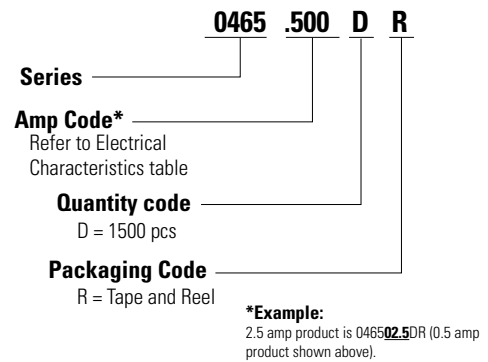 0465 .500 D R
Series
Amp Code*
Refer to Electrical
Characteristics table
Quantity code
D = 1500 pcs
Packaging Code
R = Tape and Reel
*Example:
2.5 amp product is 046502.5DR (0.5 amp
product shown above).